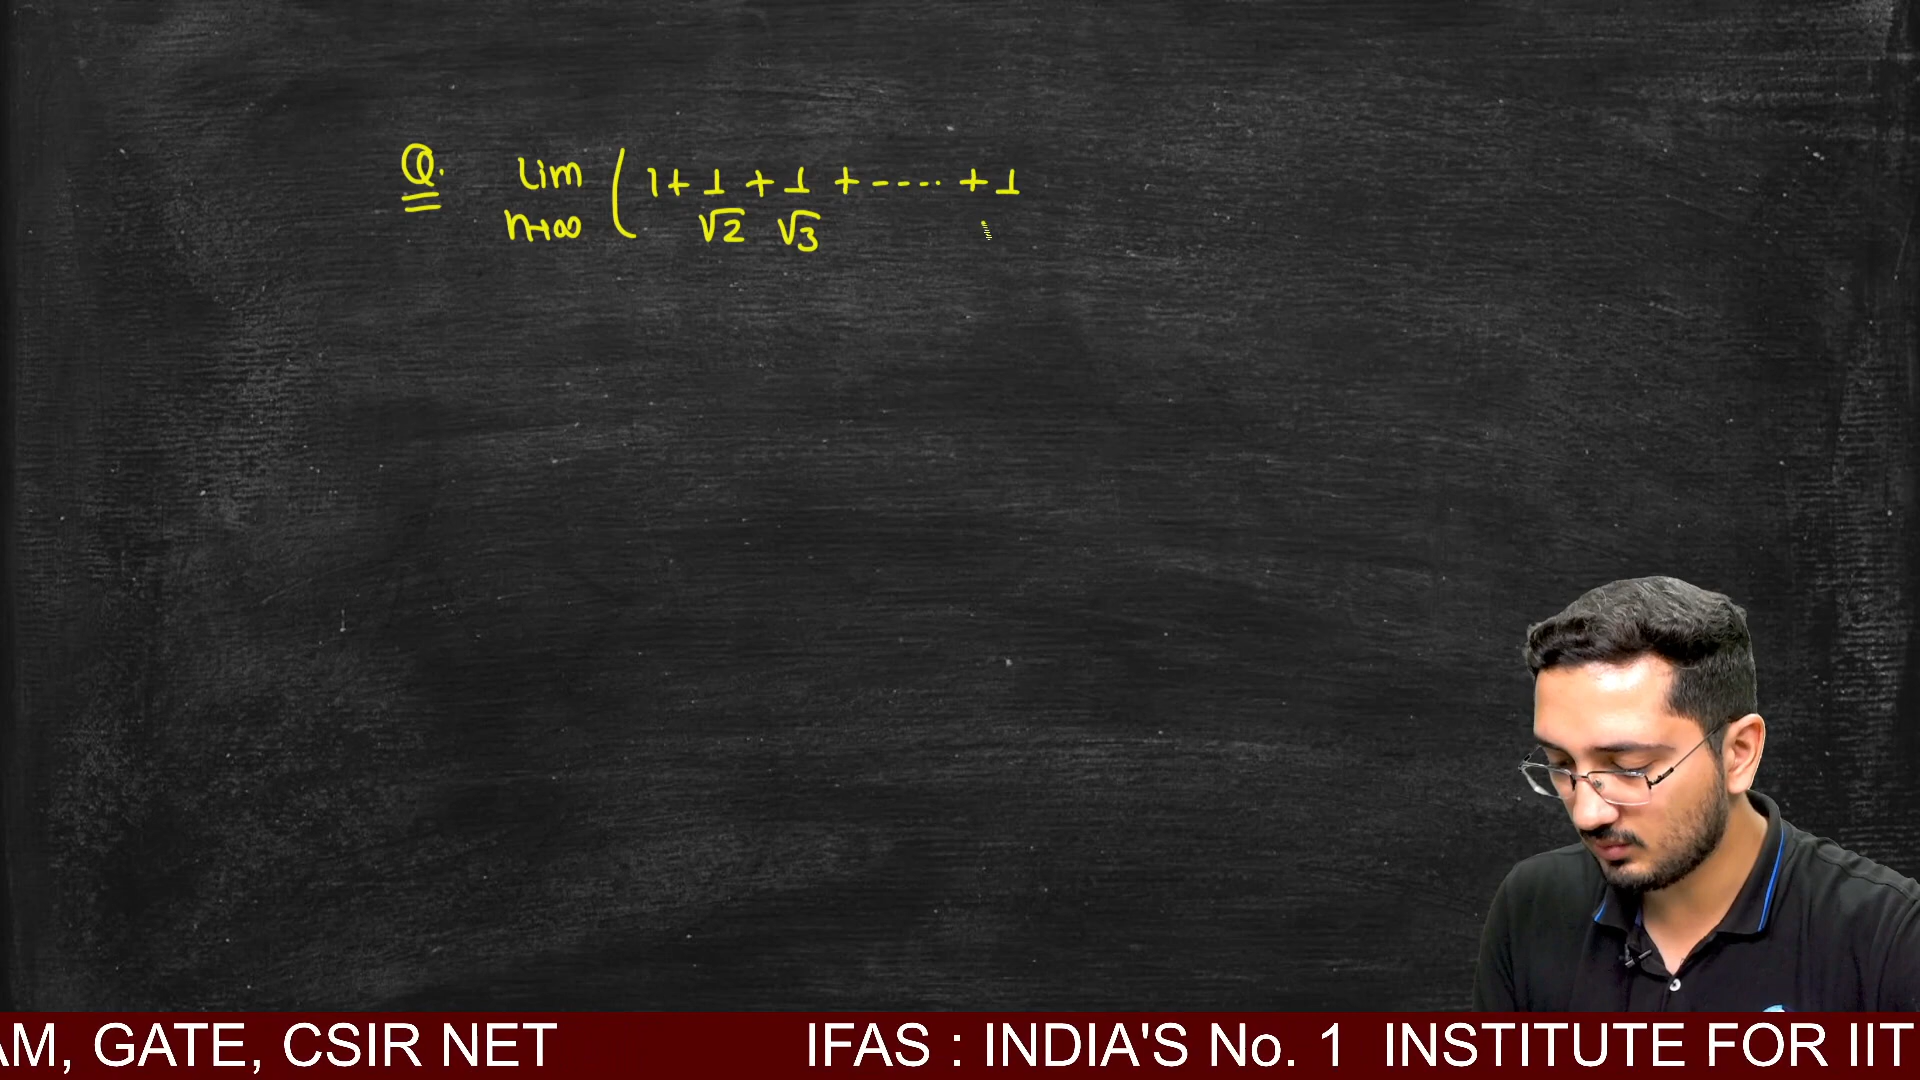 Q. lim n→∞ ( 1 + 1/√2 + 1/√3 + ---- + 1
AM, GATE, CSIR NET IFAS : INDIA'S No. 1 INSTITUTE FOR IIT